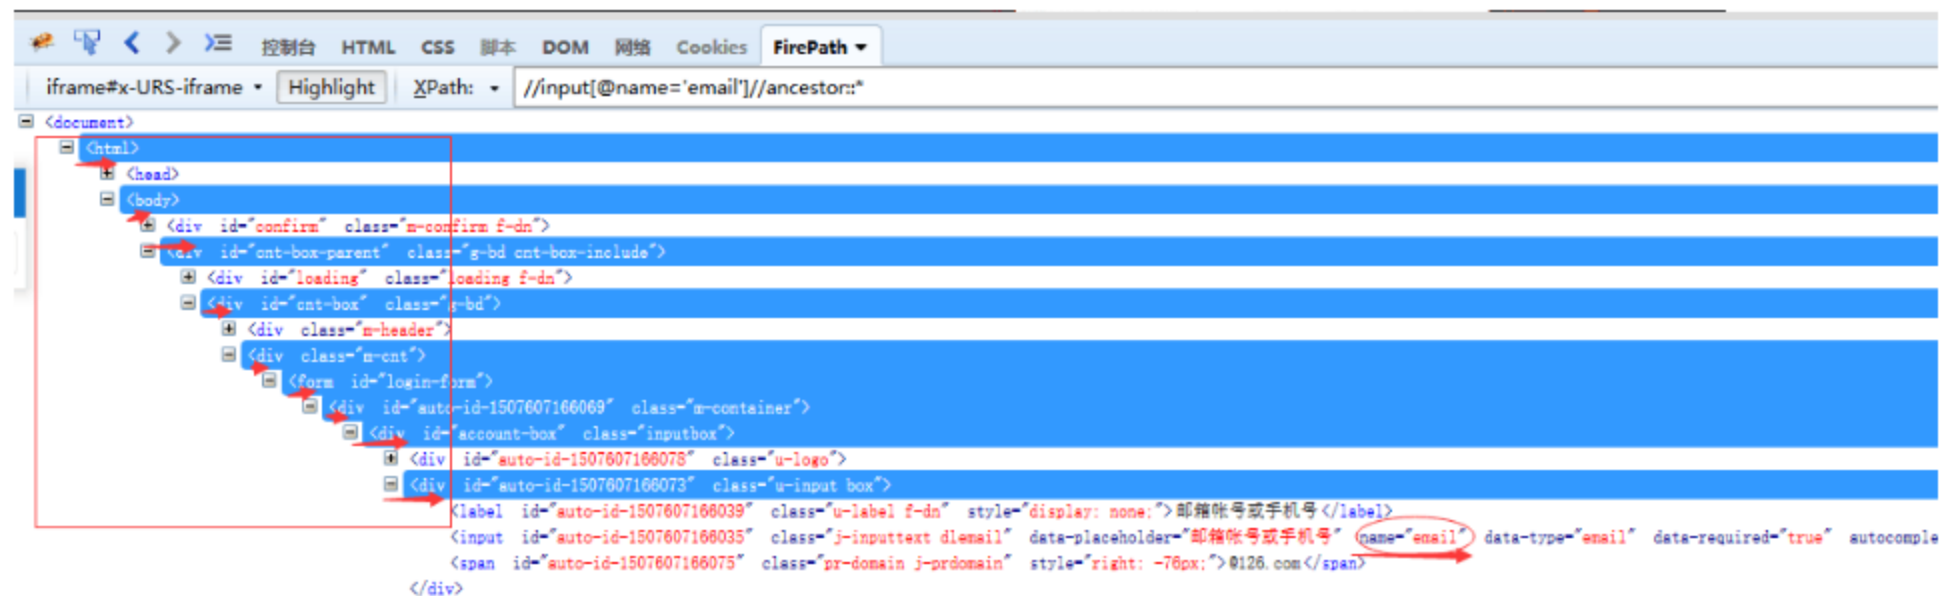 控制台 HTML CSS 脚本 DOM 网络 Cookies FirePath
iframe#x-URS-iframe Highlight XPath: //input[@name='email']//ancestor::*
<document>
<html>
<head>
<body>
<div id="confirm" class="m-confirm f-dn">
<div id="cnt-box-parent" class="g-bd cnt-box-include">
<div id="loading" class="loading f-dn">
<div id="cnt-box" class="g-bd">
<div class="m-header">
<div class="m-cnt">
<form id="login-form">
<div id="auto-id-1507607166069" class="m-container">
<div id="account-box" class="inputbox">
<div id="auto-id-1507607166078" class="u-logo">
<div id="auto-id-1507607166073" class="u-input box">
<label id="auto-id-1507607166039" class="u-label f-dn" style="display: none;">邮箱帐号或手机号</label>
<input id="auto-id-1507607166035" class="j-inputtext dlemail" data-placeholder="邮箱帐号或手机号" name="email" data-type="email" data-required="true" autocomple
<span id="auto-id-1507607166075" class="pr-domain j-prdomain" style="right: -76px;">@126.com</span>
</div>